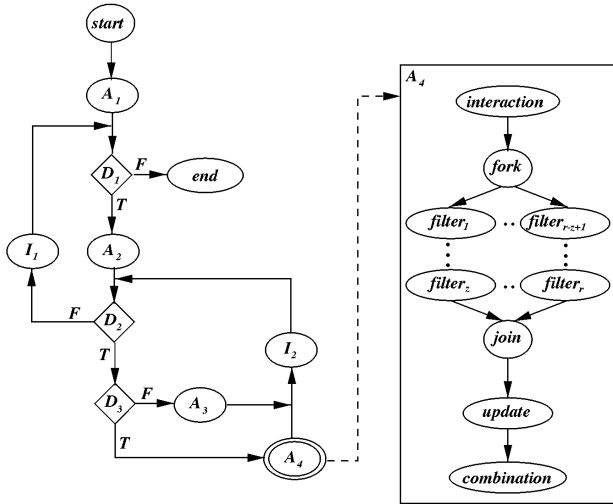 start
A1
D1
F
end
T
I1
A2
F
D2
T
I2
D3
F
A3
T
A4
A4
interaction
fork
filter1 .. filterr-z+1
filterz .. filterr
join
update
combination